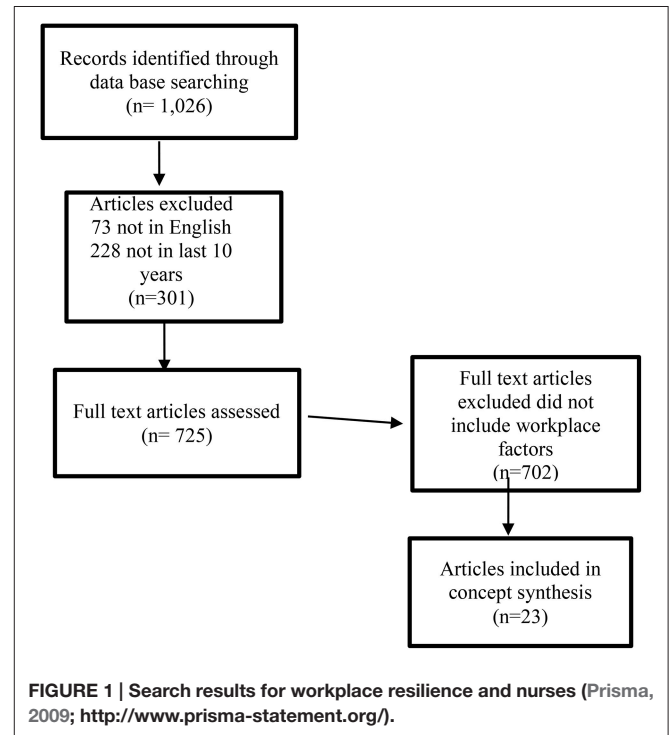 Records identified through
data base searching
(n= 1,026)
Articles excluded
73 not in English
228 not in last 10
years
(n=301)
Full text articles assessed
(n= 725)
Full text articles
excluded did not
include workplace
factors
(n=702)
Articles included in
concept synthesis
(n=23)
FIGURE 1 | Search results for workplace resilience and nurses (Prisma,
2009; http://www.prisma-statement.org/).